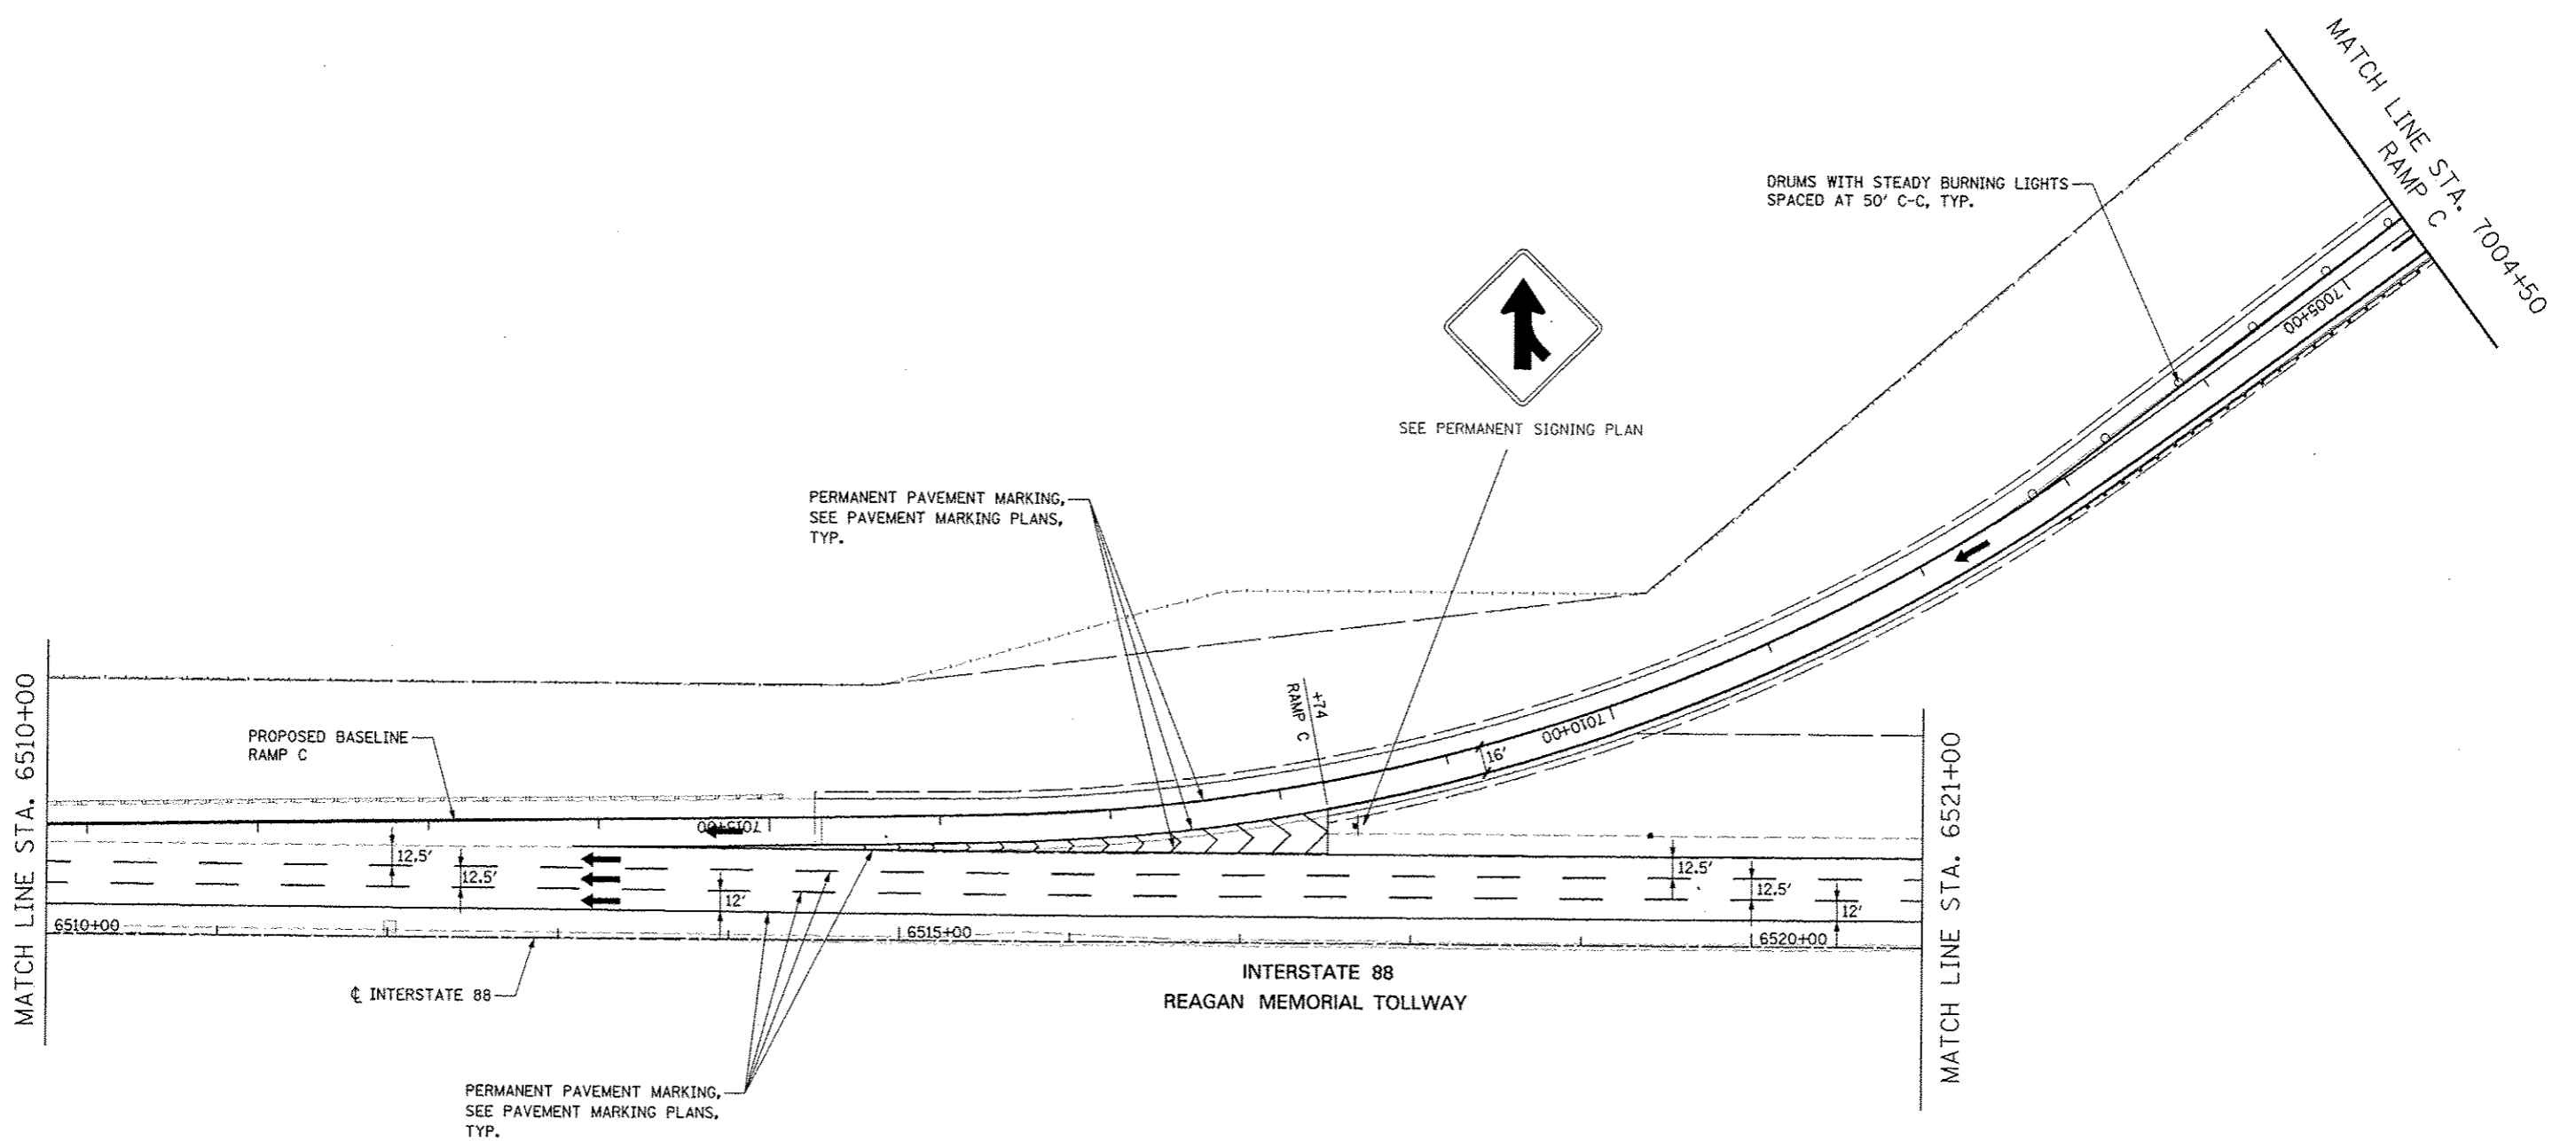 MATCH LINE STA. 7004+50
RAMP C
DRUMS WITH STEADY BURNING LIGHTS
SPACED AT 50' C-C, TYP.
7005+00
SEE PERMANENT SIGNING PLAN
PERMANENT PAVEMENT MARKING,
SEE PAVEMENT MARKING PLANS,
TYP.
+74
RAMP C
7010+00
16'
PROPOSED BASELINE
RAMP C
MATCH LINE STA. 6510+00
7015+00
12.5'
12.5'
12'
12.5'
12.5'
12'
6510+00
6515+00
6520+00
MATCH LINE STA. 6521+00
INTERSTATE 88
REAGAN MEMORIAL TOLLWAY
℄ INTERSTATE 88
PERMANENT PAVEMENT MARKING,
SEE PAVEMENT MARKING PLANS,
TYP.